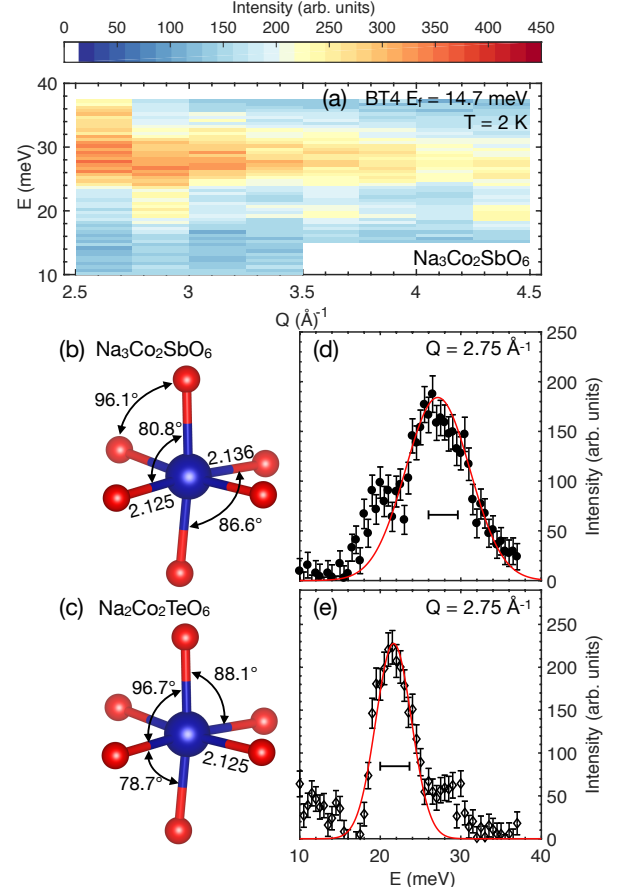 Intensity (arb. units)
0 50 100 150 200 250 300 350 400 450
(a) BT4 E_f = 14.7 meV
T = 2 K
Na₃Co₂SbO₆
E (meV)
40
30
20
10
2.5 3 3.5 4 4.5
Q (Å)⁻¹
(b) Na₃Co₂SbO₆
96.1°
80.8°
2.136
2.125
86.6°
(d) Q = 2.75 Å⁻¹
250
200
150
100
50
0
Intensity (arb. units)
(c) Na₂Co₂TeO₆
88.1°
96.7°
2.125
78.7°
(e) Q = 2.75 Å⁻¹
250
200
150
100
50
0
Intensity (arb. units)
10 20 30 40
E (meV)